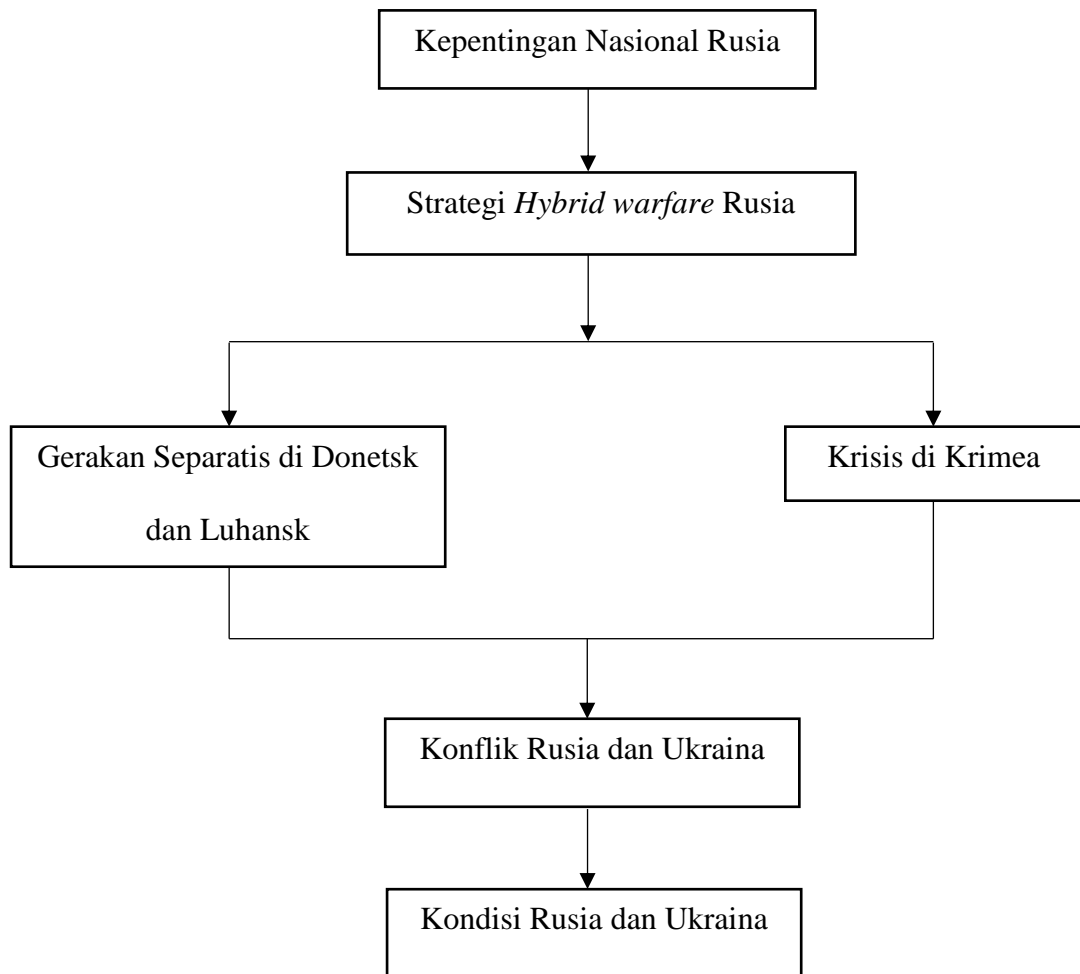 Kepentingan Nasional Rusia
Strategi Hybrid warfare Rusia
Gerakan Separatis di Donetsk
dan Luhansk
Krisis di Krimea
Konflik Rusia dan Ukraina
Kondisi Rusia dan Ukraina